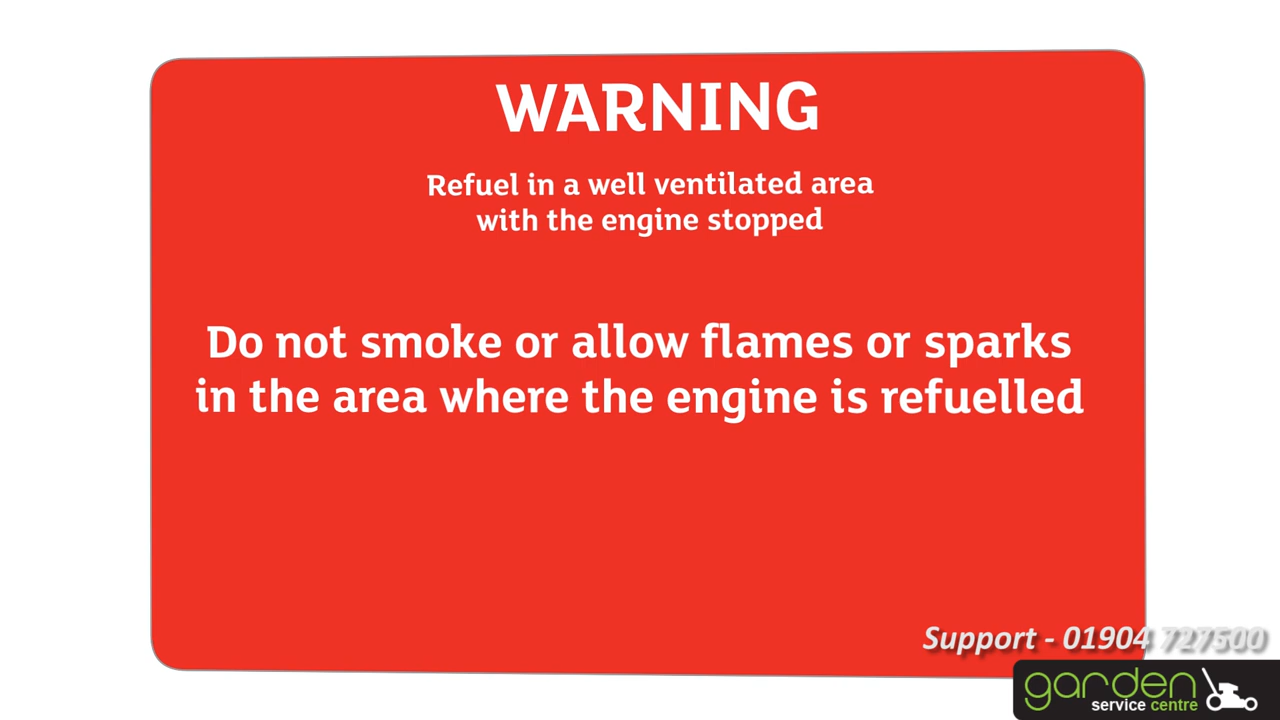 WARNING
Refuel in a well ventilated area
with the engine stopped
Do not smoke or allow flames or sparks
in the area where the engine is refuelled
Support - 01904 727500
garden
service centre